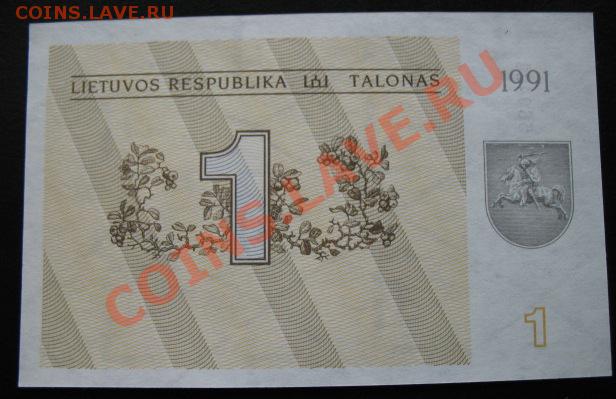 COINS.LAVE.RU
LIETUVOS RESPUBLIKA TALONAS
1991
1
1
COINS.LAVE.RU